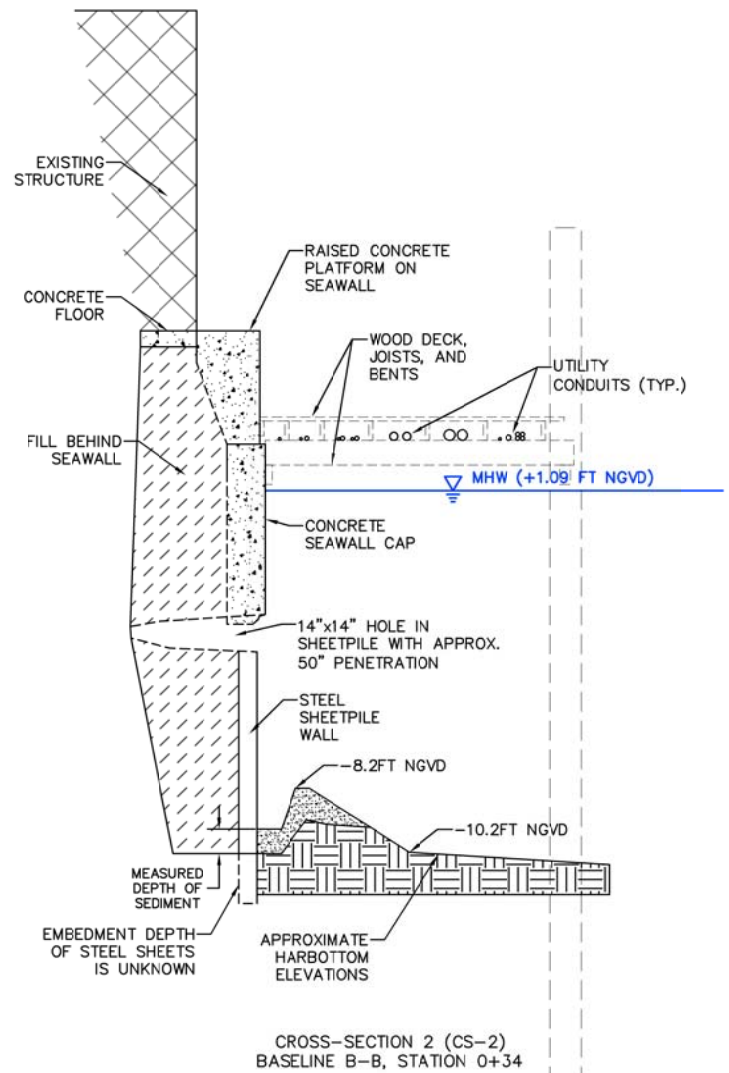 EXISTING
STRUCTURE
RAISED CONCRETE
PLATFORM ON
SEAWALL
CONCRETE
FLOOR
WOOD DECK,
JOISTS, AND
BENTS
UTILITY
CONDUITS (TYP.)
FILL BEHIND
SEAWALL
MHW (+1.09 FT NGVD)
CONCRETE
SEAWALL CAP
14"x14" HOLE IN
SHEETPILE WITH APPROX.
50" PENETRATION
STEEL
SHEETPILE
WALL
-8.2FT NGVD
-10.2FT NGVD
MEASURED
DEPTH OF
SEDIMENT
EMBEDMENT DEPTH
OF STEEL SHEETS
IS UNKNOWN
APPROXIMATE
HARBOTTOM
ELEVATIONS
CROSS-SECTION 2 (CS-2)
BASELINE B-B, STATION 0+34